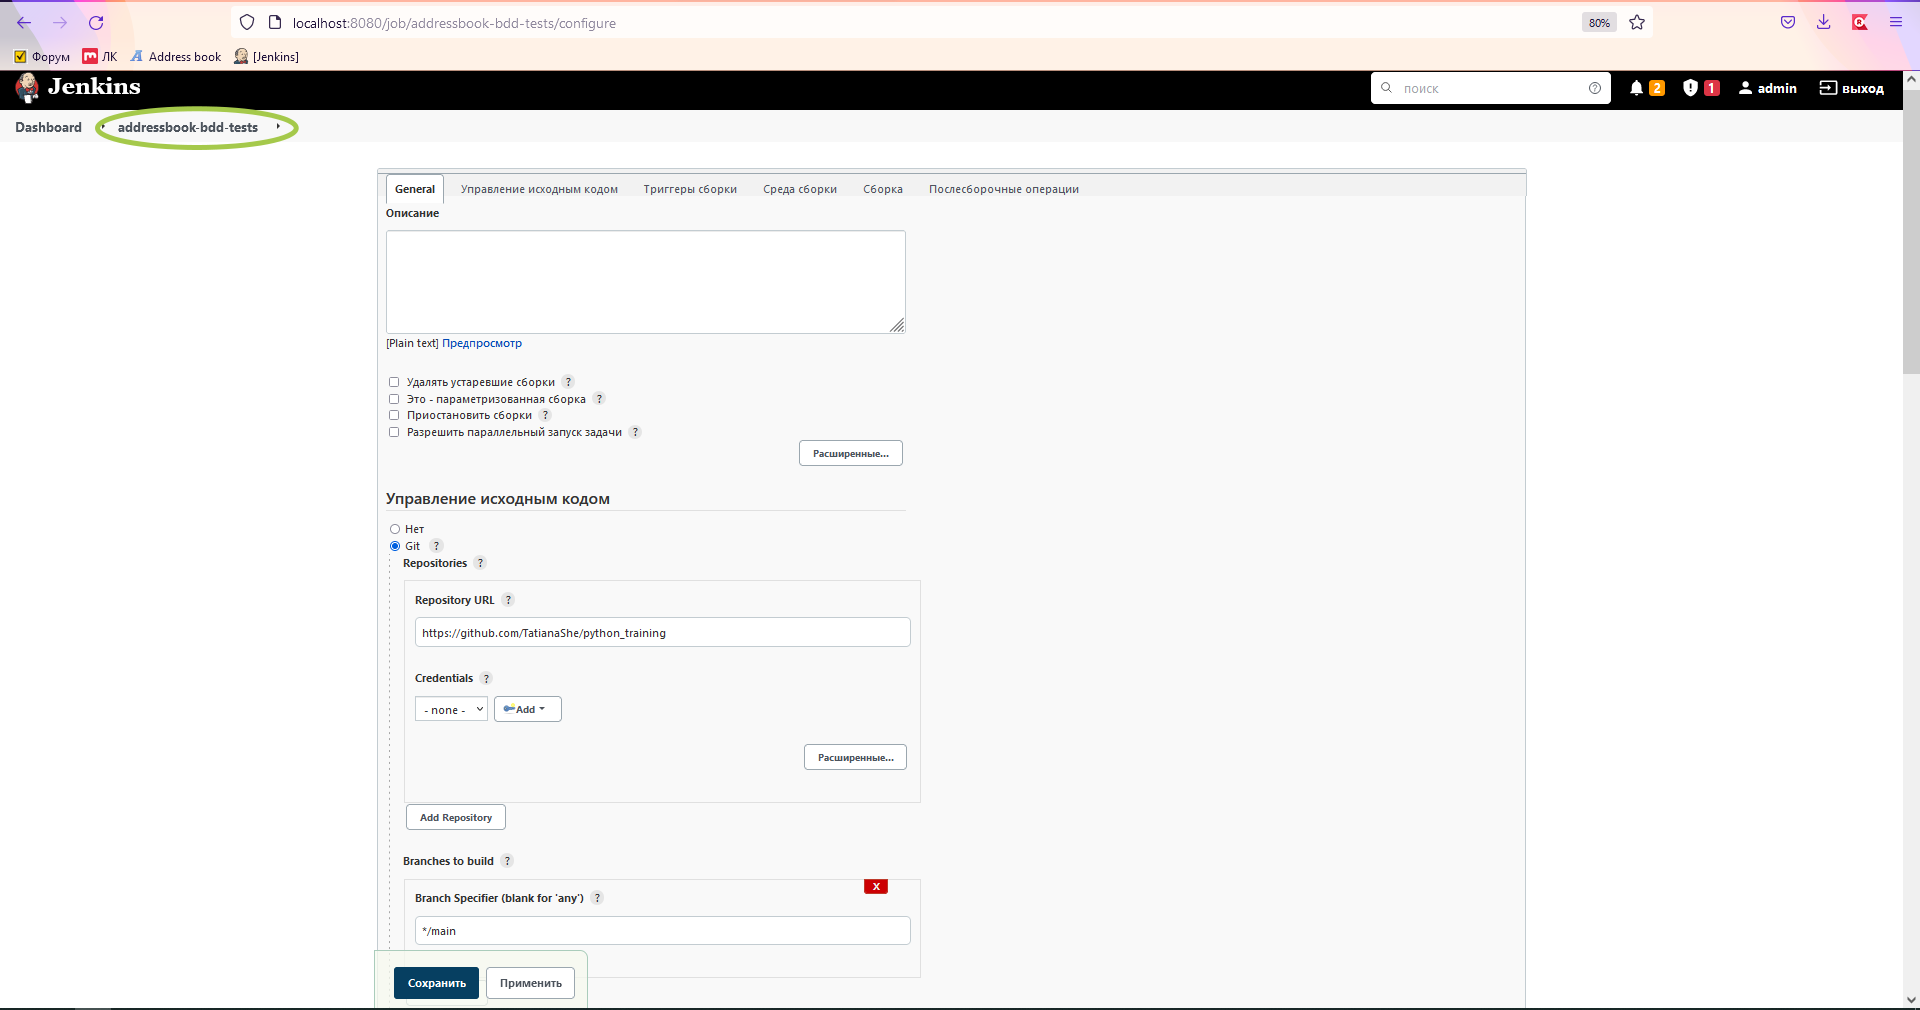 localhost:8080/job/addressbook-bdd-tests/configure
80%
Форум
ЛК
Address book
[Jenkins]
Jenkins
поиск
2
1
admin
выход
Dashboard
addressbook-bdd-tests
General
Управление исходным кодом
Триггеры сборки
Среда сборки
Сборка
Послесборочные операции
Описание
[Plain text] Предпросмотр
Удалять устаревшие сборки ?
Это - параметризованная сборка ?
Приостановить сборки ?
Разрешить параллельный запуск задачи ?
Расширенные...
Управление исходным кодом
Нет
Git ?
Repositories ?
Repository URL ?
https://github.com/TatianaShe/python_training
Credentials ?
- none -
Add
Расширенные...
Add Repository
Branches to build ?
X
Branch Specifier (blank for 'any') ?
*/main
Сохранить
Применить